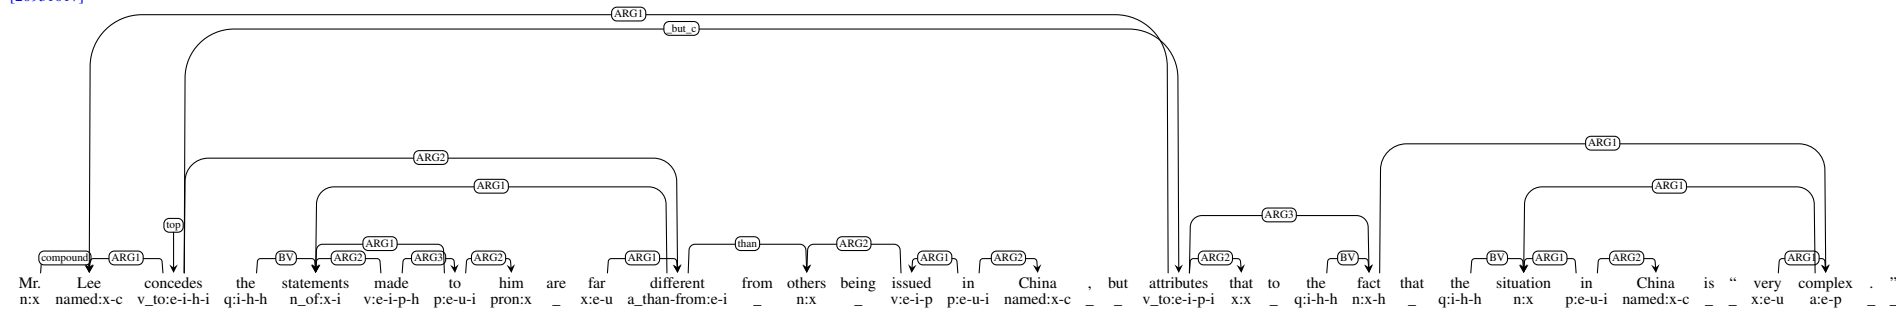 ARG1
_but_c
ARG2 ARG1
ARG1 ARG1
ARG3
top
ARG1 than ARG2
compound ARG1 BV ARG2 ARG3 ARG2 ARG1 ARG1 ARG2 ARG2 BV BV ARG1 ARG2 ARG1
Mr. Lee concedes the statements made to him are far different from others being issued in China , but attributes that to the fact that the situation in China is “ very complex . ”
n:x named:x-c v_to:e-i-h-i q:i-h-h n_of:x-i v:e-i-p-h p:e-u-i pron:x _ x:e-u a_than-from:e-i _ n:x _ v:e-i-p p:e-u-i named:x-c _ _ v_to:e-i-p-i x:x _ q:i-h-h n:x-h _ q:i-h-h n:x p:e-u-i named:x-c _ _ x:e-u a:e-p _ _